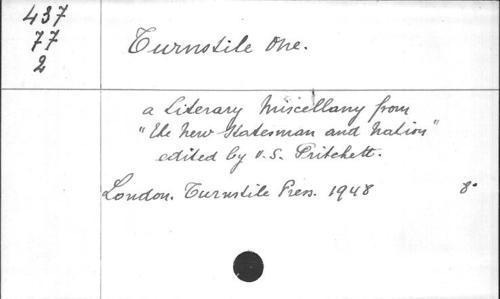 437
77
2
Turnstile One.
a Literary Miscellany from
"The New Statesman and Nation"
edited by V.S. Pritchett.
London. Turnstile Press. 1948 8°